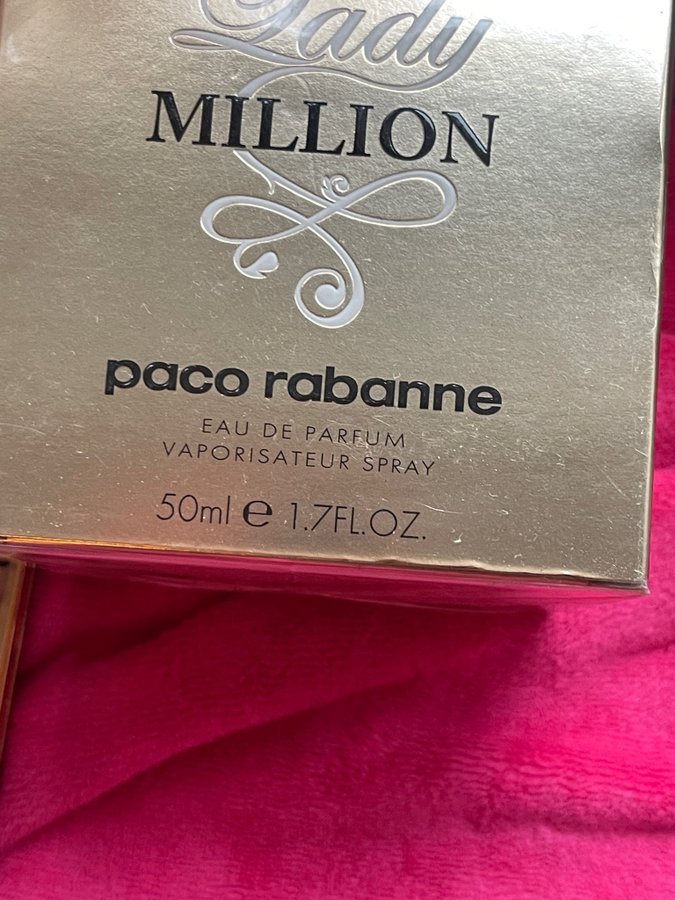 Lady
MILLION
paco rabanne
EAU DE PARFUM
VAPORISATEUR SPRAY
50ml e 1.7FL.OZ.